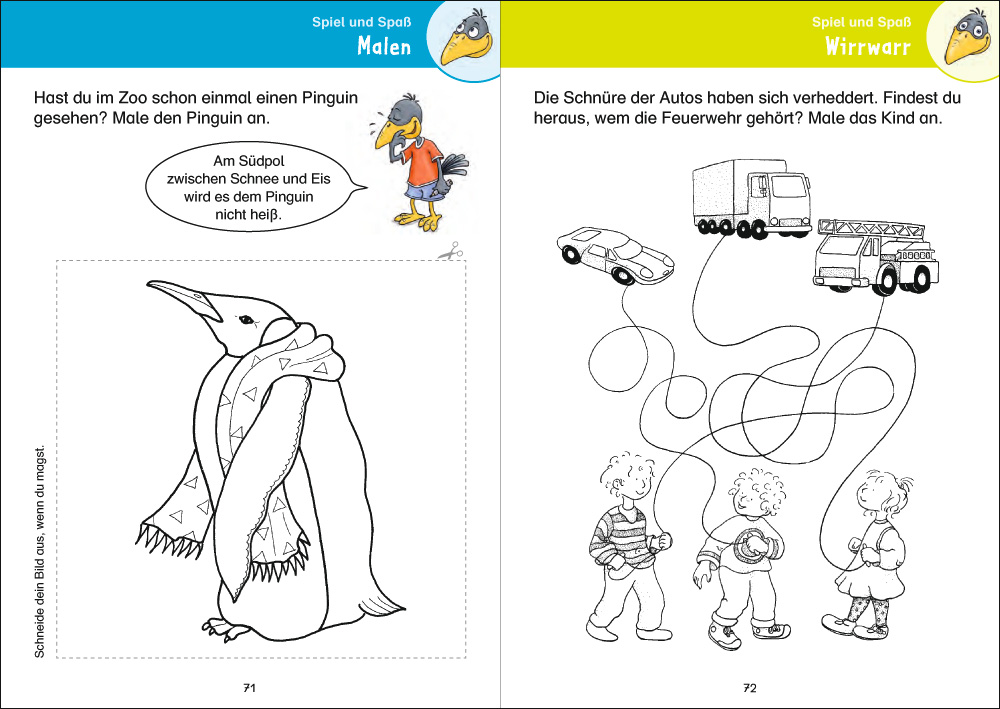 Spiel und Spaß
Malen
Hast du im Zoo schon einmal einen Pinguin
gesehen? Male den Pinguin an.
Am Südpol
zwischen Schnee und Eis
wird es dem Pinguin
nicht heiß.
Schneide dein Bild aus, wenn du magst.
71
Spiel und Spaß
Wirrwarr
Die Schnüre der Autos haben sich verheddert. Findest du
heraus, wem die Feuerwehr gehört? Male das Kind an.
72